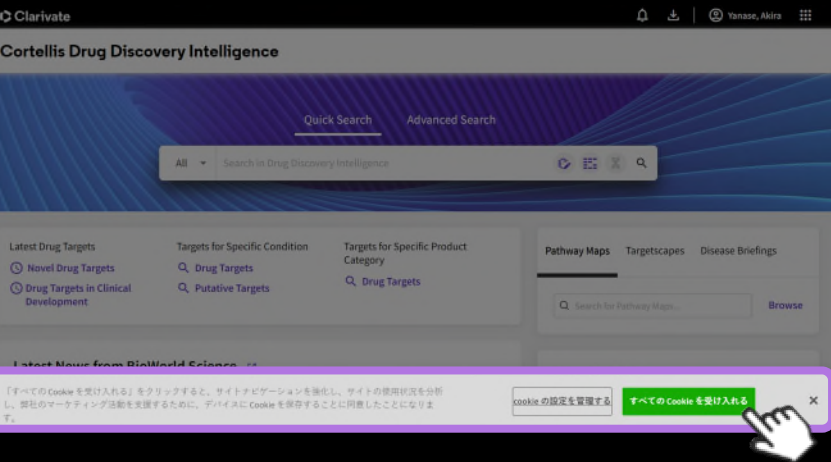 Clarivate
Yanase, Akira
Cortellis Drug Discovery Intelligence
Quick Search
Advanced Search
All
Search in Drug Discovery Intelligence
Latest Drug Targets
Novel Drug Targets
Drug Targets in Clinical
Development
Targets for Specific Condition
Drug Targets
Putative Targets
Targets for Specific Product
Category
Drug Targets
Pathway Maps
Targetscapes
Disease Briefings
Search for Pathway Maps...
Browse
Latest News from BioWorld Science
「すべての Cookie を受け入れる」をクリックすると、サイトナビゲーションを強化し、サイトの使用状況を分析
し、弊社のマーケティング活動を支援するために、デバイスに Cookie を保存することに同意したことになりま
す。
cookie の設定を管理する
すべての Cookie を受け入れる